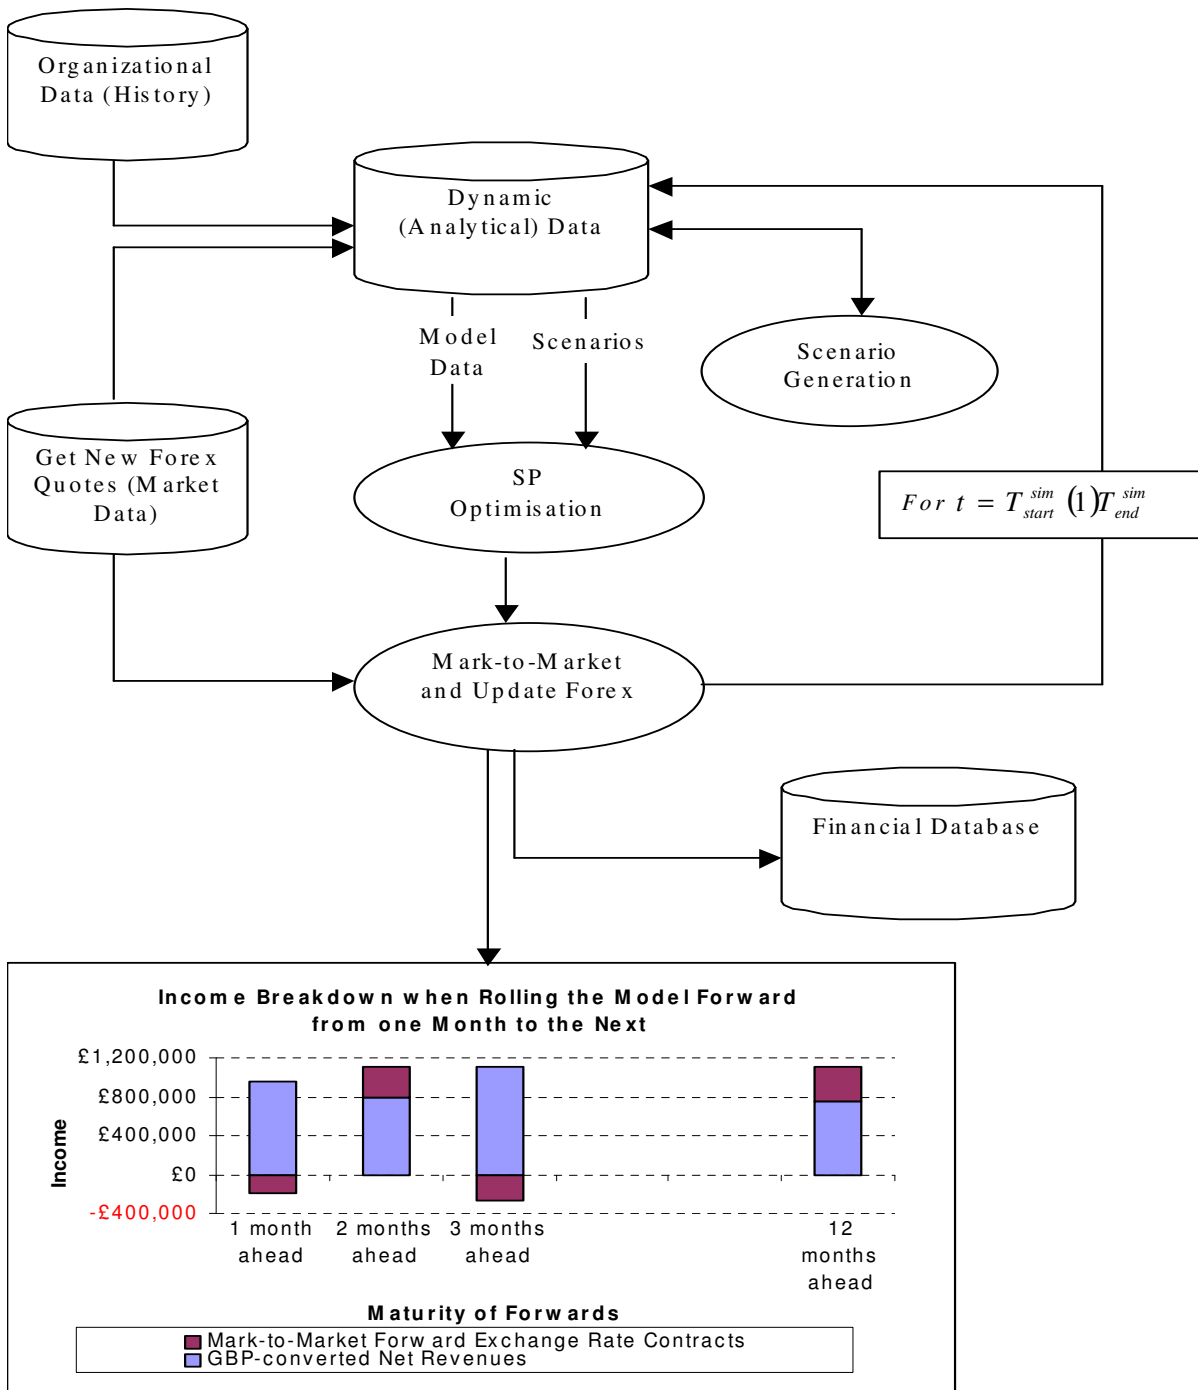 Organizational
Data (History)
Dynamic
(Analytical) Data
Model
Data
Scenarios
Scenario
Generation
Get New Forex
Quotes (Market
Data)
SP
Optimisation
For t = T_{start}^{sim} (1) T_{end}^{sim}
Mark-to-Market
and Update Forex
Financial Database
Income Breakdown when Rolling the Model Forward
from one Month to the Next
£1,200,000
£800,000
£400,000
£0
-£400,000
Income
1 month
ahead
2 months
ahead
3 months
ahead
12
months
ahead
Maturity of Forwards
Mark-to-Market Forward Exchange Rate Contracts
GBP-converted Net Revenues